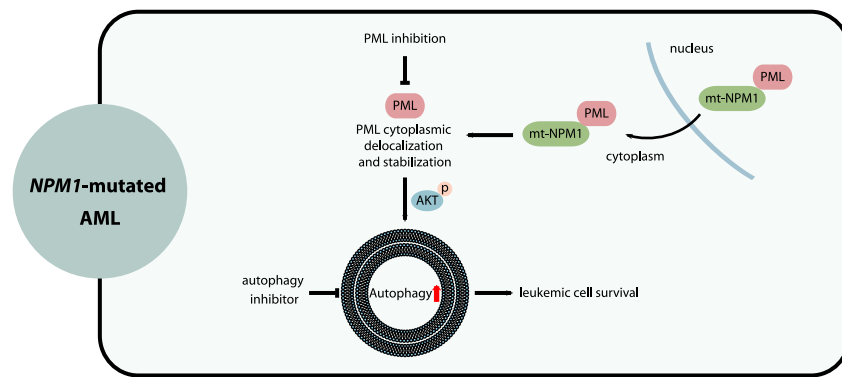 PML inhibition
nucleus
PML
mt-NPM1
PML
PML
mt-NPM1
PML cytoplasmic
delocalization
and stabilization
cytoplasm
NPM1-mutated
AML
p
AKT
autophagy
inhibitor
Autophagy
leukemic cell survival